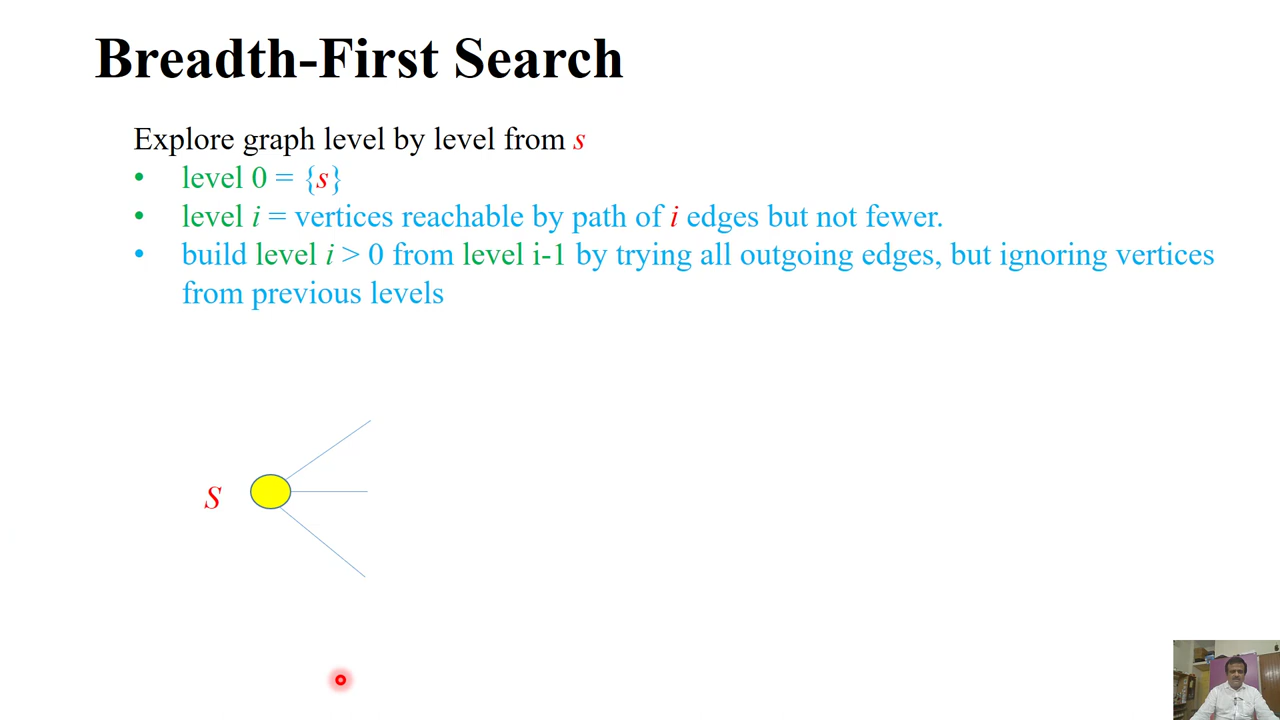 Breadth-First Search
Explore graph level by level from s
• level 0 = {s}
• level i = vertices reachable by path of i edges but not fewer.
• build level i > 0 from level i-1 by trying all outgoing edges, but ignoring vertices
from previous levels
s